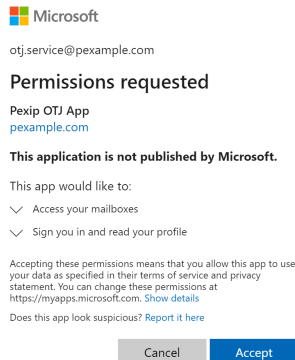 Microsoft
otj.service@pexample.com
Permissions requested
Pexip OTJ App
pexample.com
This application is not published by Microsoft.
This app would like to:
Access your mailboxes
Sign you in and read your profile
Accepting these permissions means that you allow this app to use
your data as specified in their terms of service and privacy
statement. You can change these permissions at
https://myapps.microsoft.com. Show details
Does this app look suspicious? Report it here
Cancel
Accept